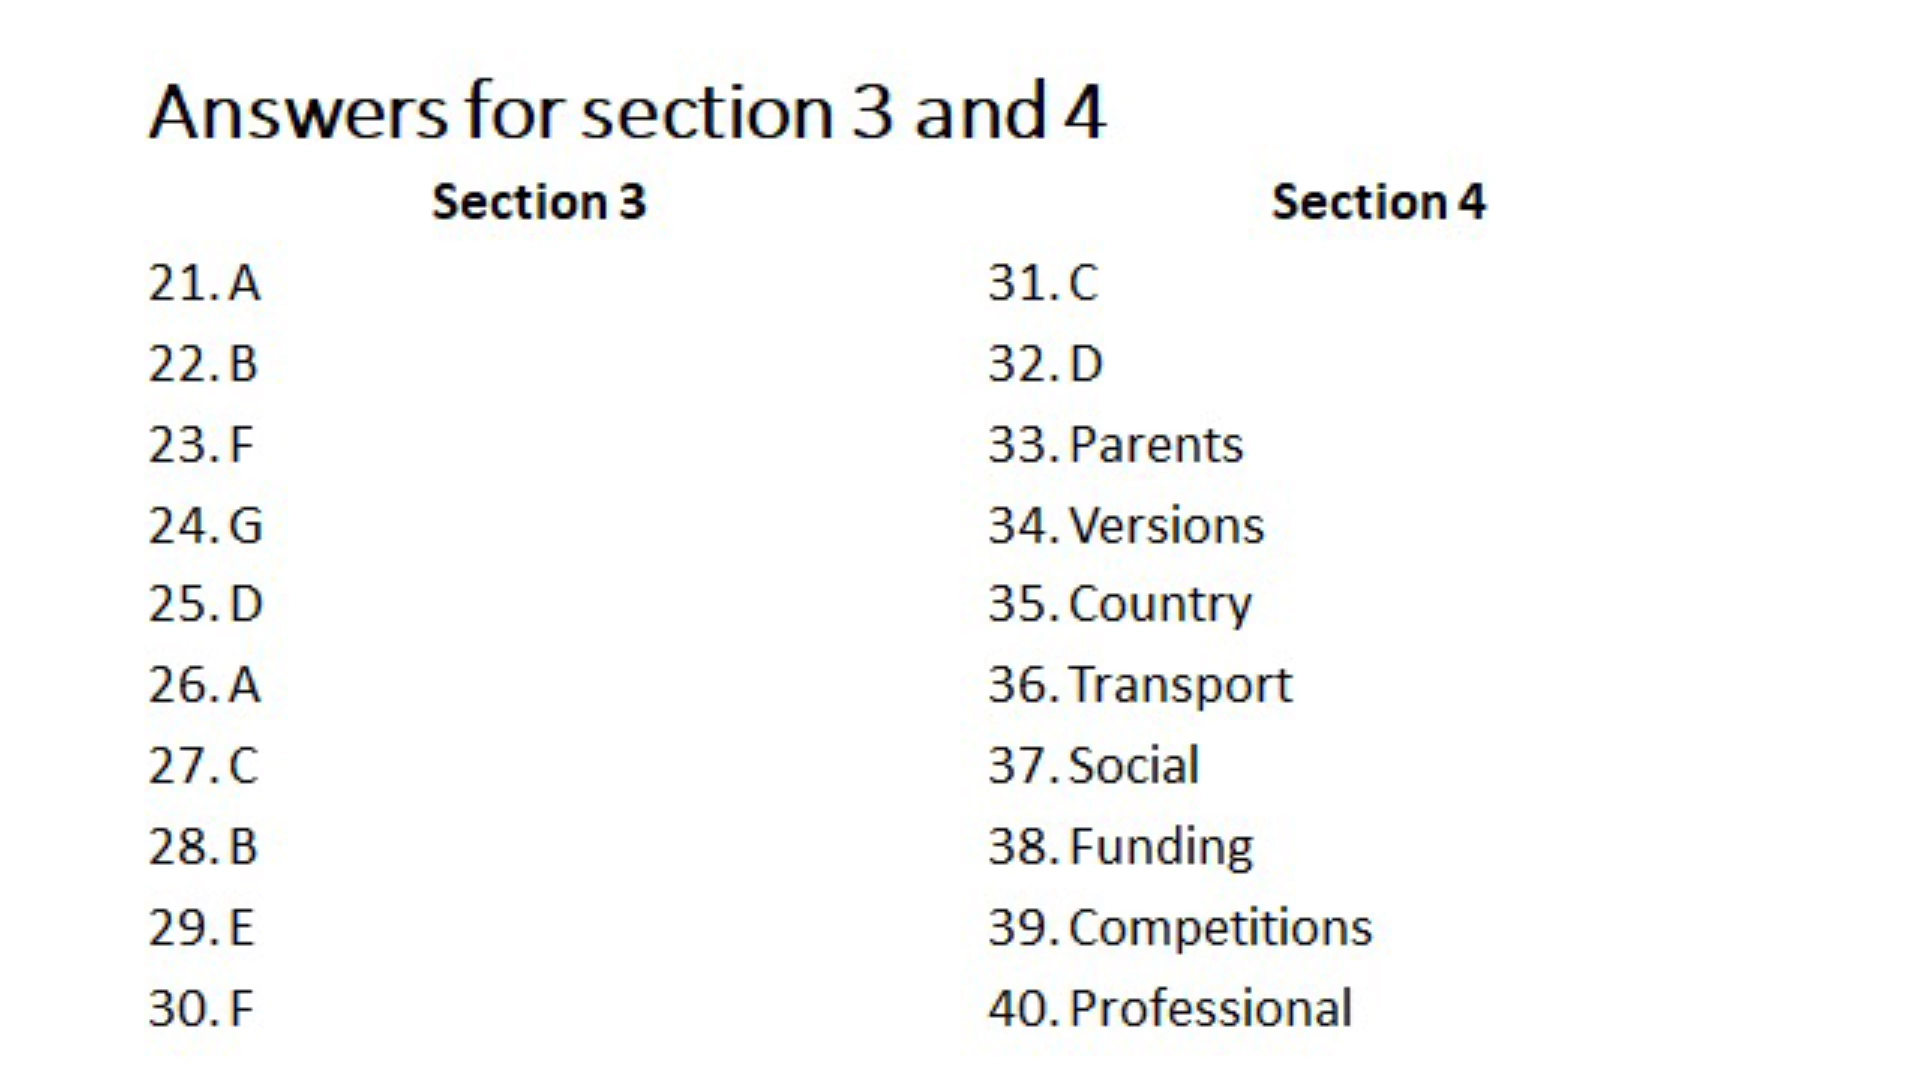 Answers for section 3 and 4
Section 3
21. A
22. B
23. F
24. G
25. D
26. A
27. C
28. B
29. E
30. F
Section 4
31. C
32. D
33. Parents
34. Versions
35. Country
36. Transport
37. Social
38. Funding
39. Competitions
40. Professional